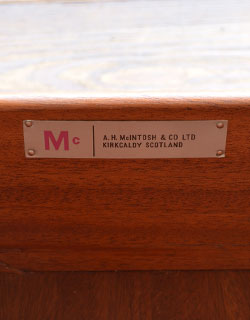 Mc
A.H. McINTOSH & CO LTD
KIRKCALDY SCOTLAND